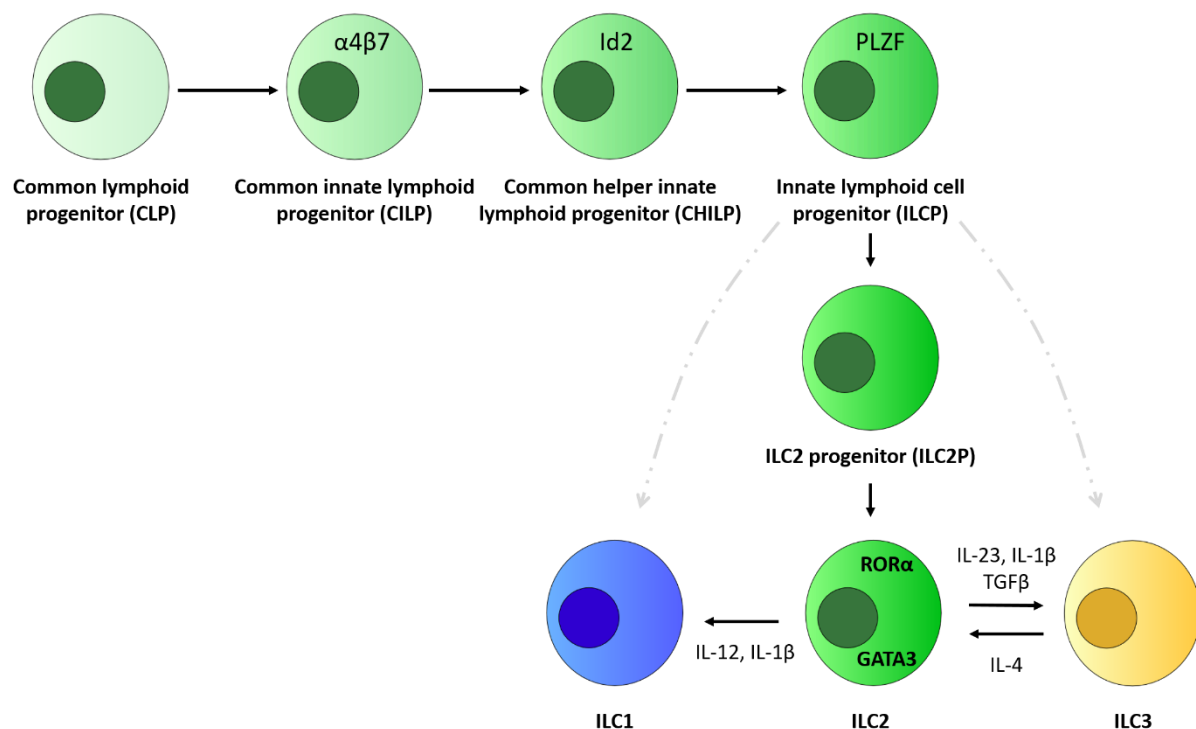 α4β7
Id2
PLZF
Common lymphoid
progenitor (CLP)
Common innate lymphoid
progenitor (CILP)
Common helper innate
lymphoid progenitor (CHILP)
Innate lymphoid cell
progenitor (ILCP)
ILC2 progenitor (ILC2P)
RORα
GATA3
IL-23, IL-1β
TGFβ
IL-12, IL-1β
IL-4
ILC1
ILC2
ILC3